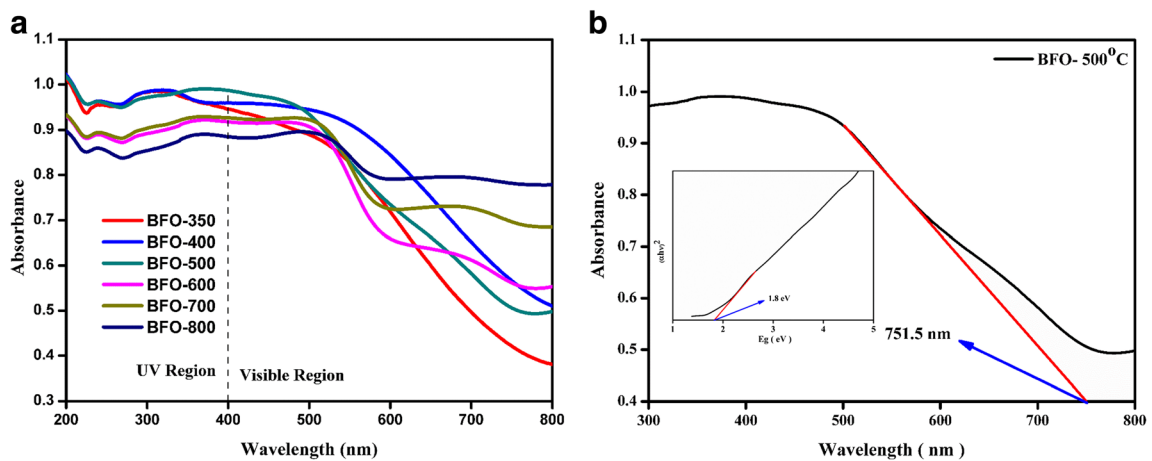 a
1.1
1.0
0.9
0.8
0.7
0.6
0.5
0.4
0.3
Absorbance
BFO-350
BFO-400
BFO-500
BFO-600
BFO-700
BFO-800
UV Region
Visible Region
200 300 400 500 600 700 800
Wavelength (nm)
b
1.1
1.0
0.9
0.8
0.7
0.6
0.5
0.4
Absorbance
BFO- 500⁰C
(αhν)²
1.8 eV
1 2 3 4 5
Eg ( eV )
751.5 nm
300 400 500 600 700 800
Wavelength ( nm )